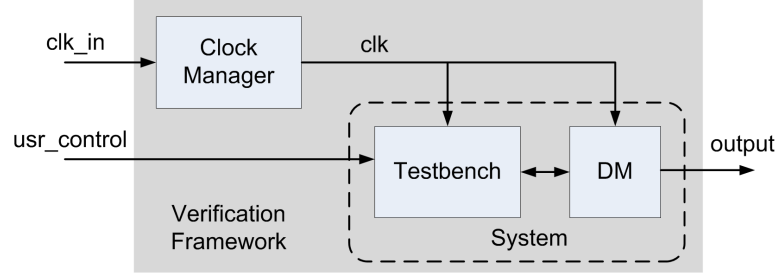 clk_in
Clock
Manager
clk
usr_control
Testbench
DM
output
Verification
Framework
System